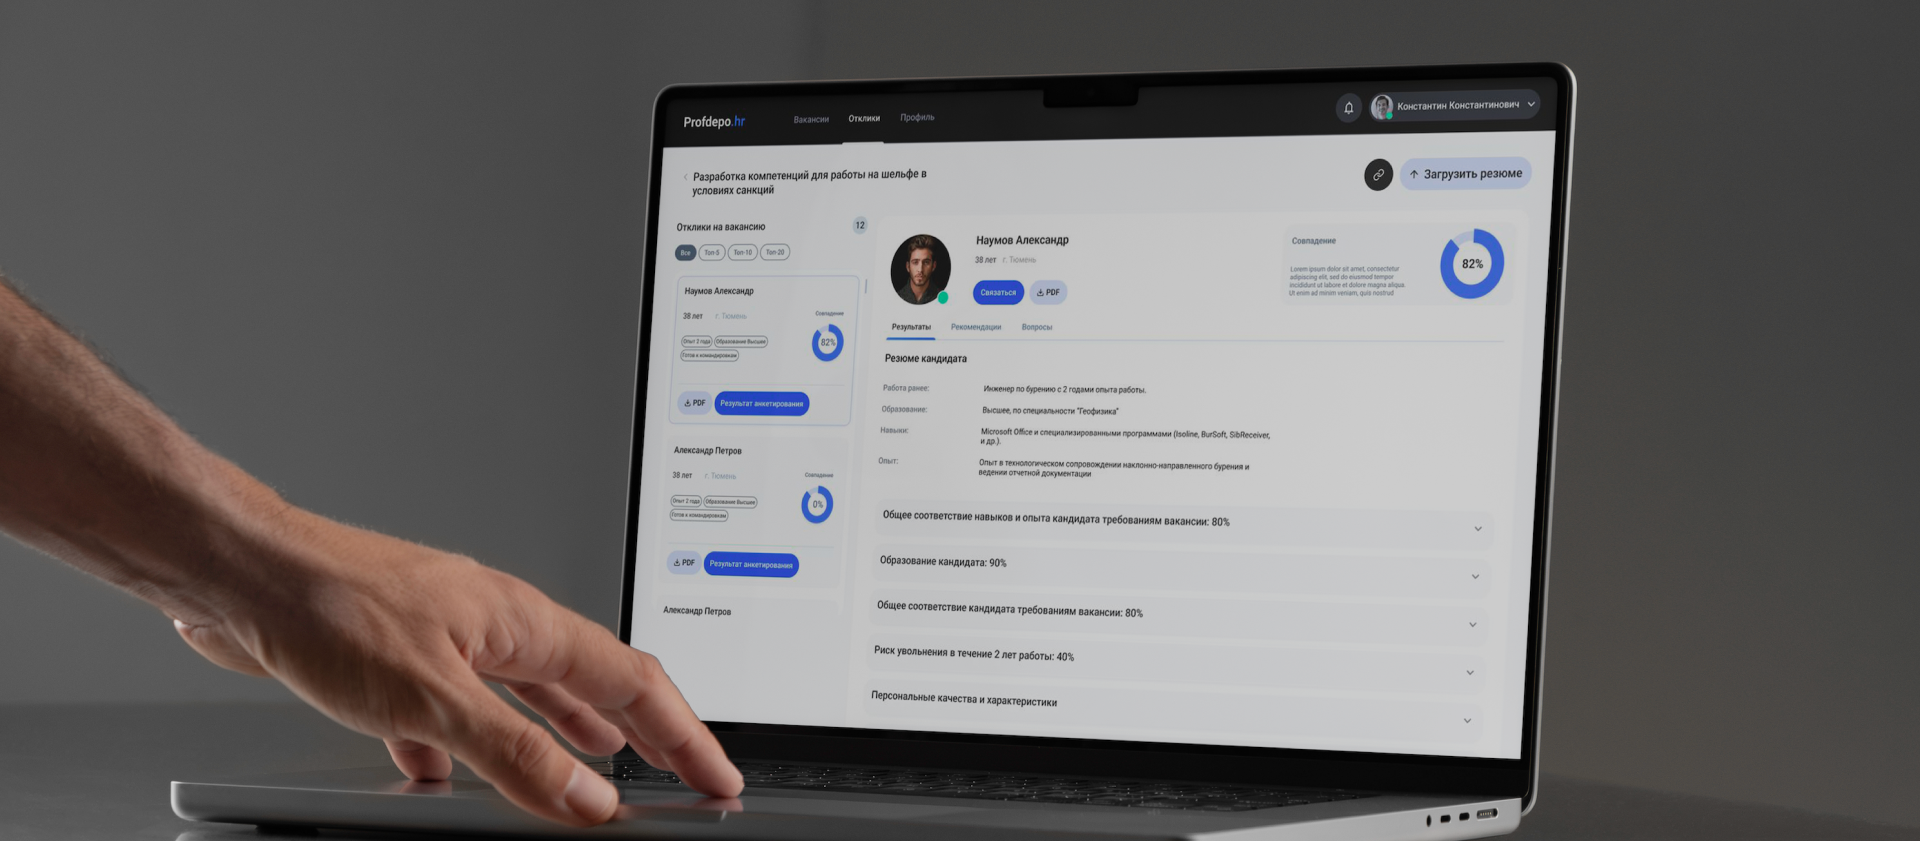 Profdepo.hr
Вакансии
Отклики
Профиль
Константин Константинович
Разработка компетенций для работы на шельфе в
условиях санкций
Загрузить резюме
Отклики на вакансию
12
Все
Топ-5
Топ-10
Топ-20
Наумов Александр
38 лет
г. Тюмень
Совпадение
82%
Опыт 2 года
Образование Высшее
Готов к командировкам
PDF
Результат анкетирования
Александр Петров
38 лет
г. Тюмень
Совпадение
0%
Опыт 2 года
Образование Высшее
Готов к командировкам
PDF
Результат анкетирования
Александр Петров
Наумов Александр
38 лет
г. Тюмень
Связаться
PDF
Совпадение
Lorem ipsum dolor sit amet, consectetur
adipiscing elit, sed do eiusmod tempor
incididunt ut labore et dolore magna aliqua.
Ut enim ad minim veniam, quis nostrud
82%
Результаты
Рекомендации
Вопросы
Резюме кандидата
Работа ранее:
Инженер по бурению с 2 годами опыта работы.
Образование:
Высшее, по специальности "Геофизика"
Навыки:
Microsoft Office и специализированными программами (Isoline, BurSoft, SibReceiver,
и др.).
Опыт:
Опыт в технологическом сопровождении наклонно-направленного бурения и
ведении отчетной документации
Общее соответствие навыков и опыта кандидата требованиям вакансии: 80%
Образование кандидата: 90%
Общее соответствие кандидата требованиям вакансии: 80%
Риск увольнения в течение 2 лет работы: 40%
Персональные качества и характеристики